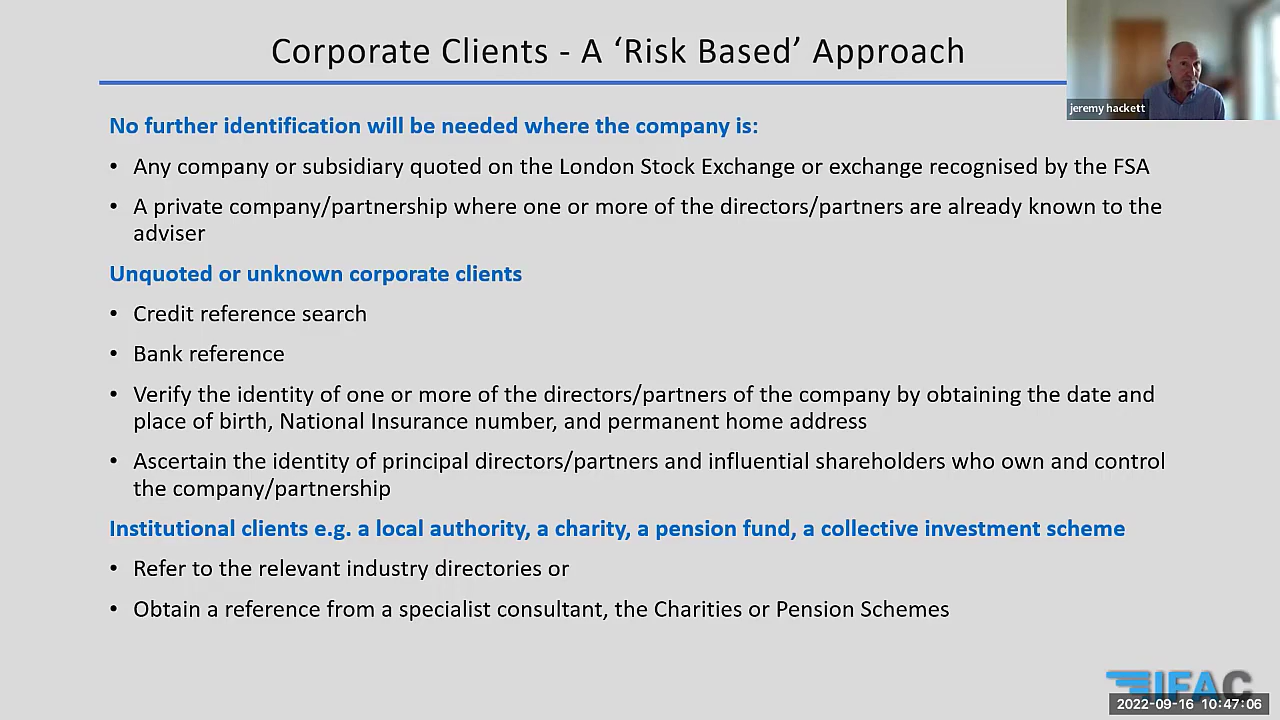 Corporate Clients - A ‘Risk Based’ Approach
jeremy hackett
No further identification will be needed where the company is:
• Any company or subsidiary quoted on the London Stock Exchange or exchange recognised by the FSA
• A private company/partnership where one or more of the directors/partners are already known to the
adviser
Unquoted or unknown corporate clients
• Credit reference search
• Bank reference
• Verify the identity of one or more of the directors/partners of the company by obtaining the date and
place of birth, National Insurance number, and permanent home address
• Ascertain the identity of principal directors/partners and influential shareholders who own and control
the company/partnership
Institutional clients e.g. a local authority, a charity, a pension fund, a collective investment scheme
• Refer to the relevant industry directories or
• Obtain a reference from a specialist consultant, the Charities or Pension Schemes
IFAC
2022-09-16 10:47:06